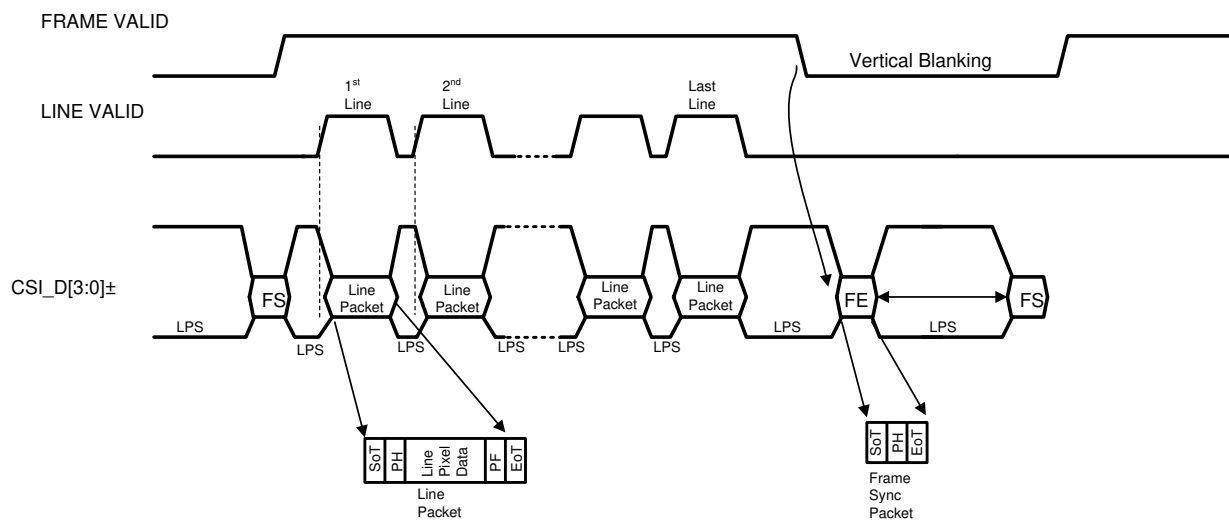 FRAME VALID
Vertical Blanking
1st
Line
2nd
Line
Last
Line
LINE VALID
CSI_D[3:0]±
FS
Line
Packet
Line
Packet
Line
Packet
Line
Packet
FE
FS
LPS
LPS
LPS
LPS
LPS
LPS
LPS
LPS
SoT
PH
Line
Pixel
Data
PF
EoT
Line
Packet
SoT
PH
EoT
Frame
Sync
Packet